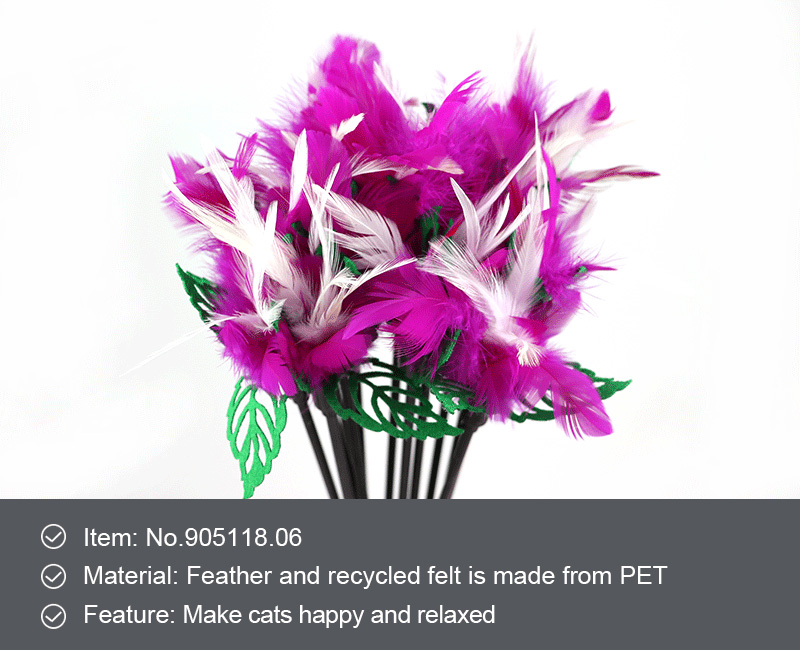 Item: No.905118.06
Material: Feather and recycled felt is made from PET
Feature: Make cats happy and relaxed